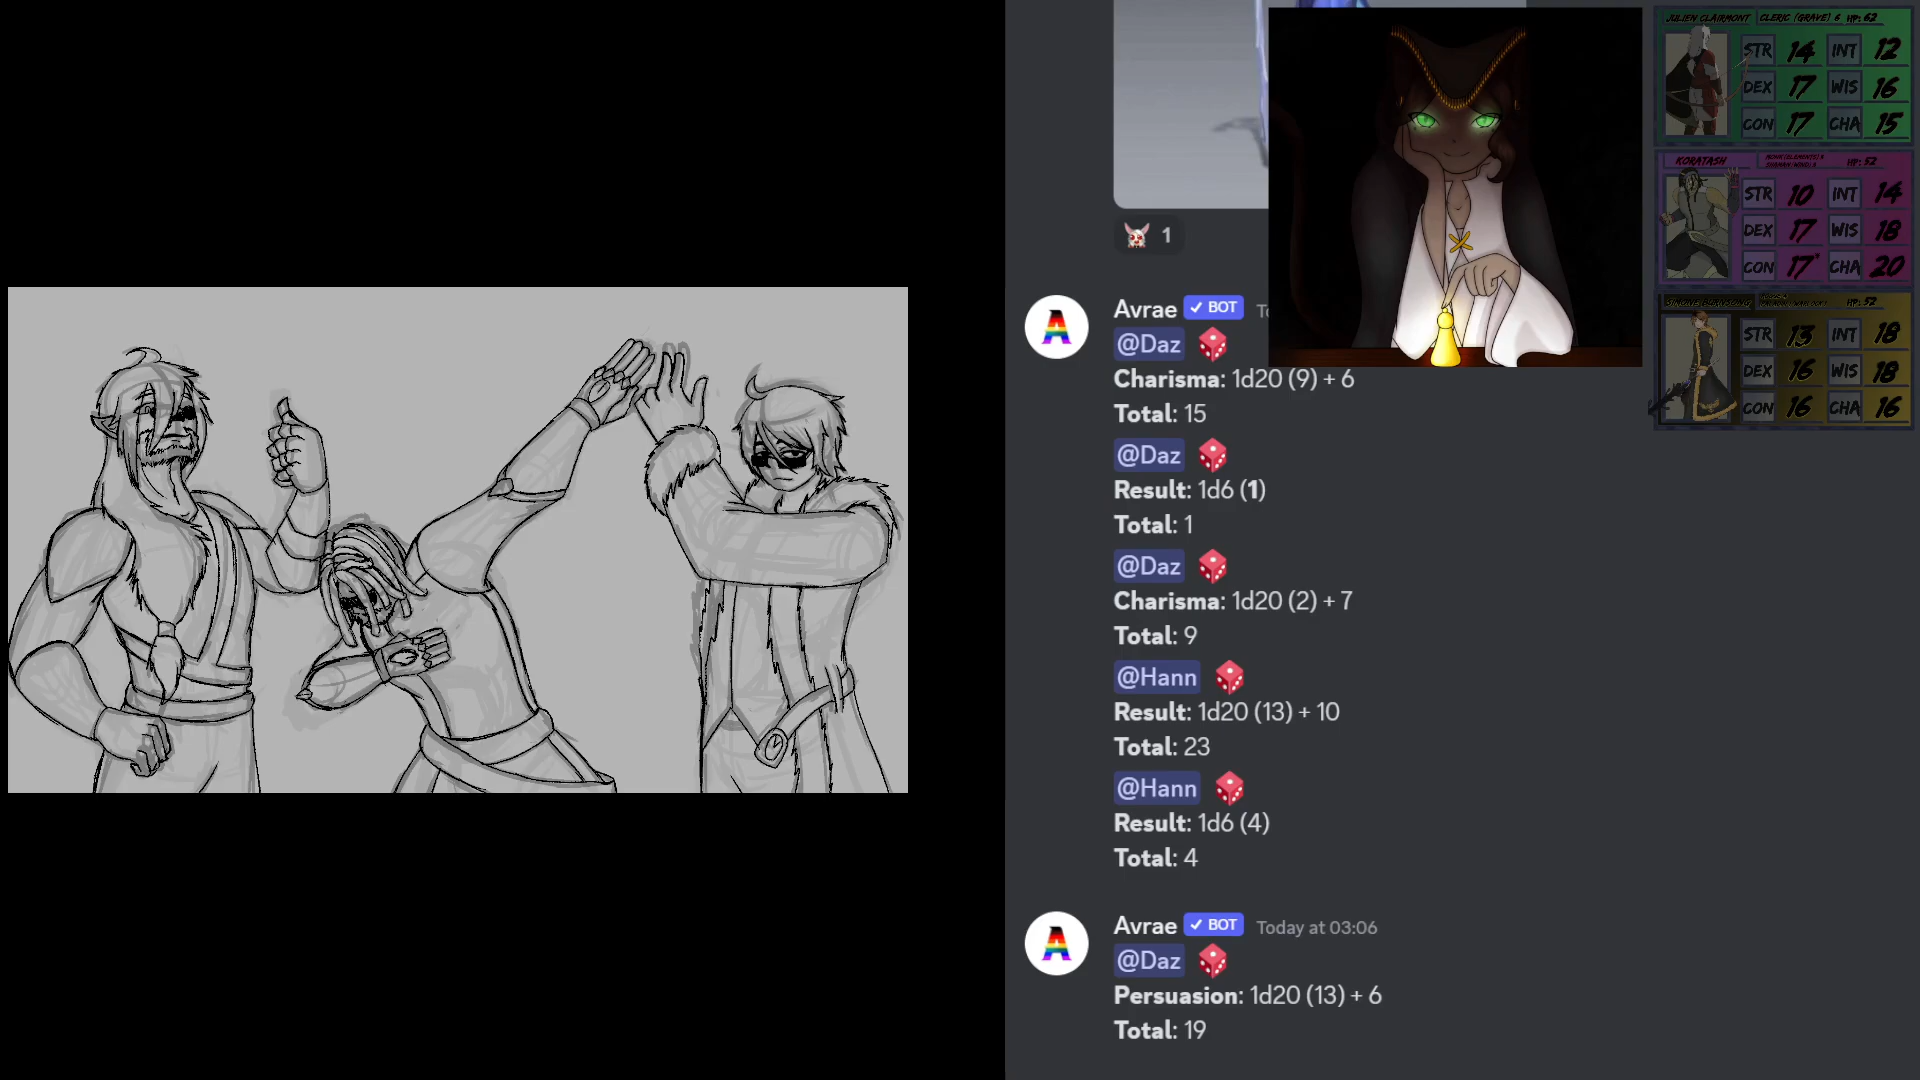 1
Avrae ✓ BOT
@Daz
Charisma: 1d20 (9) + 6
Total: 15
@Daz
Result: 1d6 (1)
Total: 1
@Daz
Charisma: 1d20 (2) + 7
Total: 9
@Hann
Result: 1d20 (13) + 10
Total: 23
@Hann
Result: 1d6 (4)
Total: 4
Avrae ✓ BOT Today at 03:06
@Daz
Persuasion: 1d20 (13) + 6
Total: 19
JULIEN CLAIRMONT CLERIC (GRAVE) 6 HP: 62
STR 14 INT 12
DEX 17 WIS 16
CON 17 CHA 15
KORATASH HP: 52
STR 10 INT 14
DEX 17 WIS 18
CON 17* CHA 20
HP: 52
STR 13 INT 18
DEX 16 WIS 18
CON 16 CHA 16